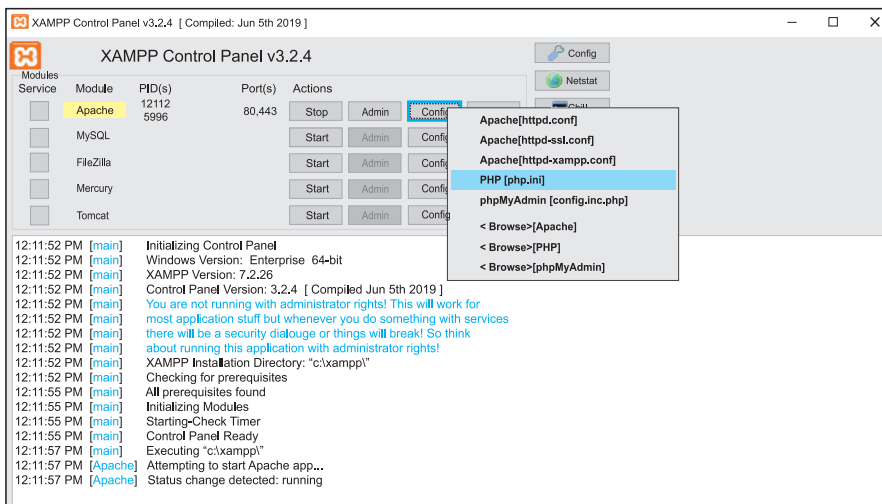 XAMPP Control Panel v3.2.4 [ Compiled: Jun 5th 2019 ]
XAMPP Control Panel v3.2.4
Config
Netstat
Modules
Service Module PID(s) Port(s) Actions
Apache 12112 5996 80,443 Stop Admin Config
MySQL Start Admin Config
FileZilla Start Admin Config
Mercury Start Admin Config
Tomcat Start Admin Config
Apache[httpd.conf]
Apache[httpd-ssl.conf]
Apache[httpd-xampp.conf]
PHP [php.ini]
phpMyAdmin [config.inc.php]
< Browse>[Apache]
< Browse>[PHP]
< Browse>[phpMyAdmin]
12:11:52 PM [main] Initializing Control Panel
12:11:52 PM [main] Windows Version: Enterprise 64-bit
12:11:52 PM [main] XAMPP Version: 7.2.26
12:11:52 PM [main] Control Panel Version: 3.2.4 [ Compiled Jun 5th 2019 ]
12:11:52 PM [main] You are not running with administrator rights! This will work for
12:11:52 PM [main] most application stuff but whenever you do something with services
12:11:52 PM [main] there will be a security dialouge or things will break! So think
12:11:52 PM [main] about running this application with administrator rights!
12:11:52 PM [main] XAMPP Installation Directory: “c:\xampp\”
12:11:52 PM [main] Checking for prerequisites
12:11:55 PM [main] All prerequisites found
12:11:55 PM [main] Initializing Modules
12:11:55 PM [main] Starting-Check Timer
12:11:55 PM [main] Control Panel Ready
12:11:57 PM [main] Executing “c:\xampp\”
12:11:57 PM [Apache] Attempting to start Apache app...
12:11:57 PM [Apache] Status change detected: running